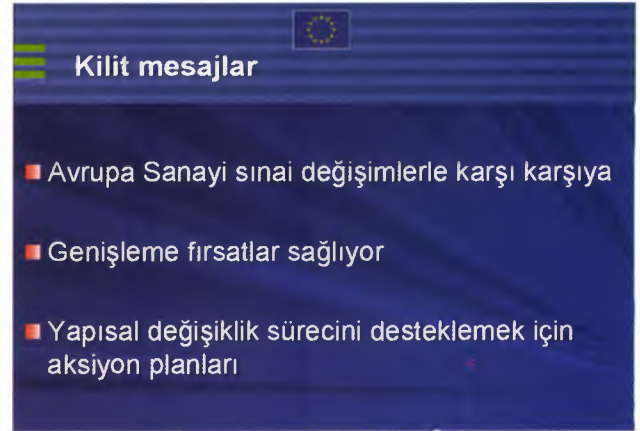 Kilit mesajlar
Avrupa Sanayi sınai değişimlerle karşı karşıya
Genişleme fırsatlar sağlıyor
Yapısal değişiklik sürecini desteklemek için
aksiyon planları